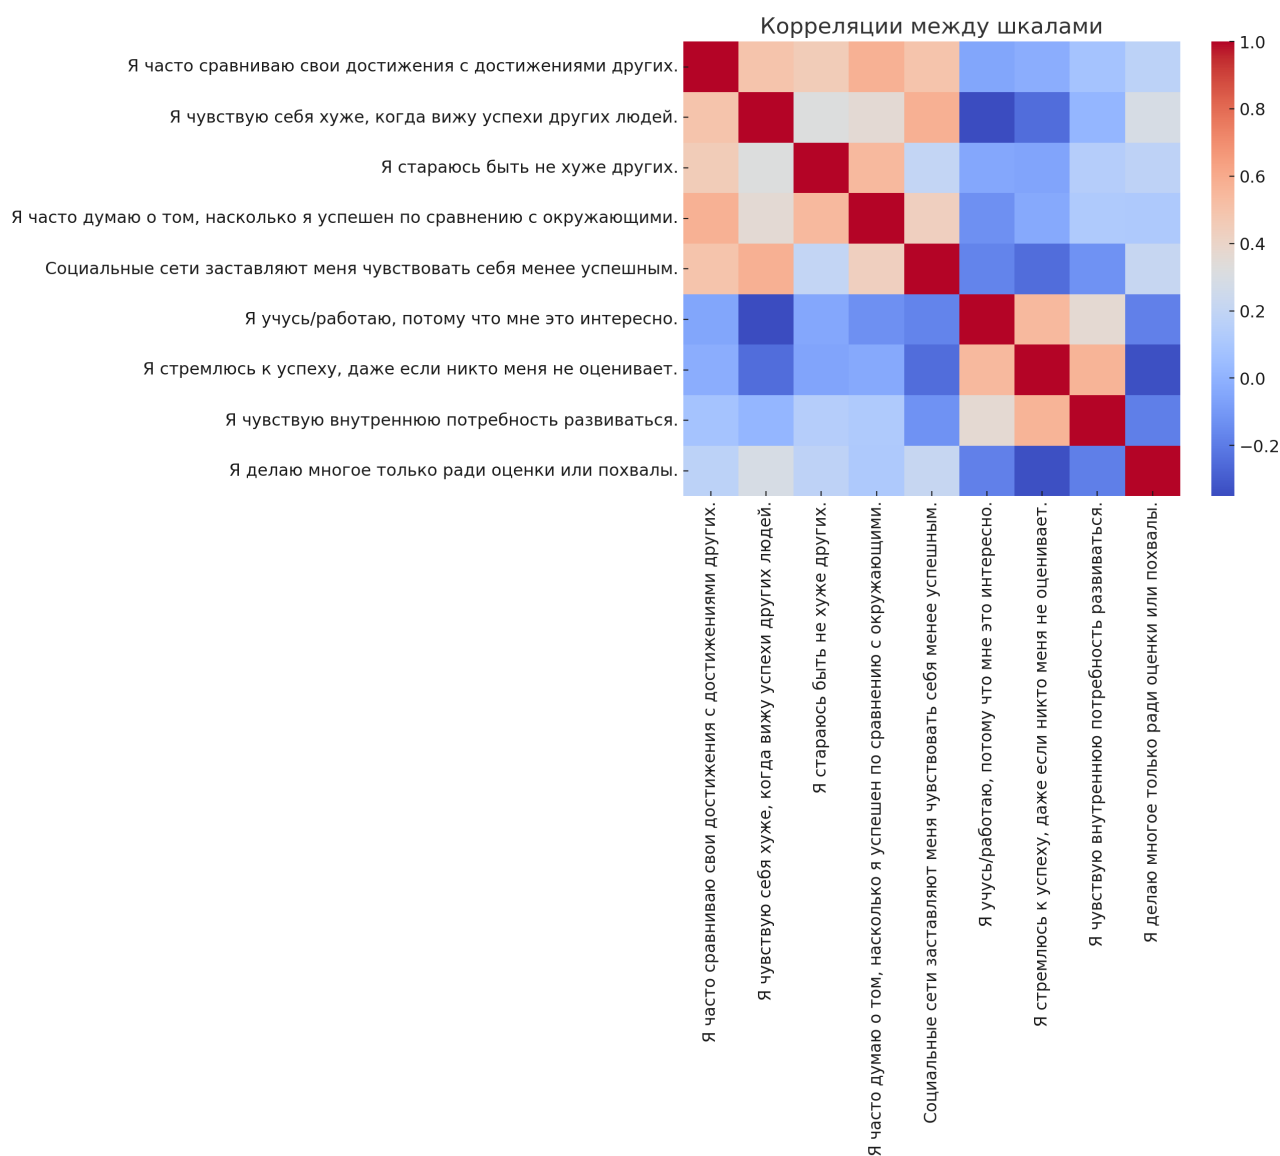 Корреляции между шкалами
Я часто сравниваю свои достижения с достижениями других.
Я чувствую себя хуже, когда вижу успехи других людей.
Я стараюсь быть не хуже других.
Я часто думаю о том, насколько я успешен по сравнению с окружающими.
Социальные сети заставляют меня чувствовать себя менее успешным.
Я учусь/работаю, потому что мне это интересно.
Я стремлюсь к успеху, даже если никто меня не оценивает.
Я чувствую внутреннюю потребность развиваться.
Я делаю многое только ради оценки или похвалы.
Я часто сравниваю свои достижения с достижениями других.
Я чувствую себя хуже, когда вижу успехи других людей.
Я стараюсь быть не хуже других.
Я часто думаю о том, насколько я успешен по сравнению с окружающими.
Социальные сети заставляют меня чувствовать себя менее успешным.
Я учусь/работаю, потому что мне это интересно.
Я стремлюсь к успеху, даже если никто меня не оценивает.
Я чувствую внутреннюю потребность развиваться.
Я делаю многое только ради оценки или похвалы.
1.0
0.8
0.6
0.4
0.2
0.0
−0.2